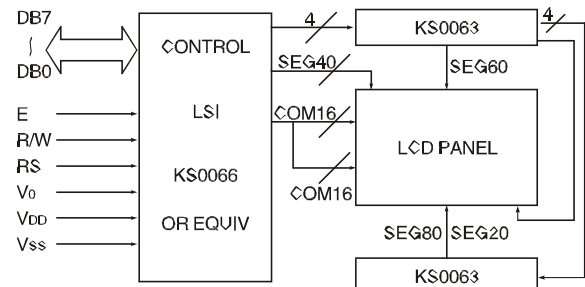 DB7
DB0
E
R/W
RS
V0
VDD
VSS
CONTROL
LSI
KS0066
OR EQUIV
4
SEG40
COM16
COM16
KS0063
4
SEG60
LCD PANEL
SEG80 SEG20
KS0063